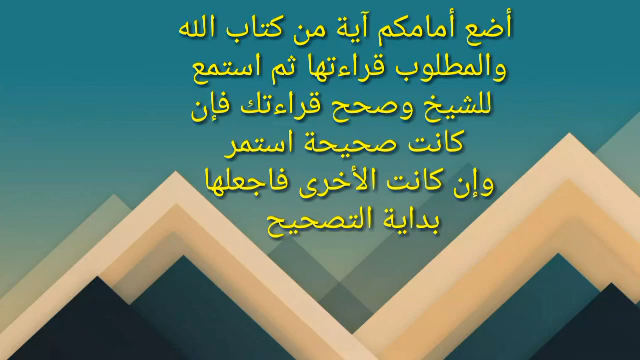 أضع أمامكم آية من كتاب الله
والمطلوب قراءتها ثم استمع
للشيخ وصحح قراءتك فإن
كانت صحيحة استمر
وإن كانت الأخرى فاجعلها
بداية التصحيح